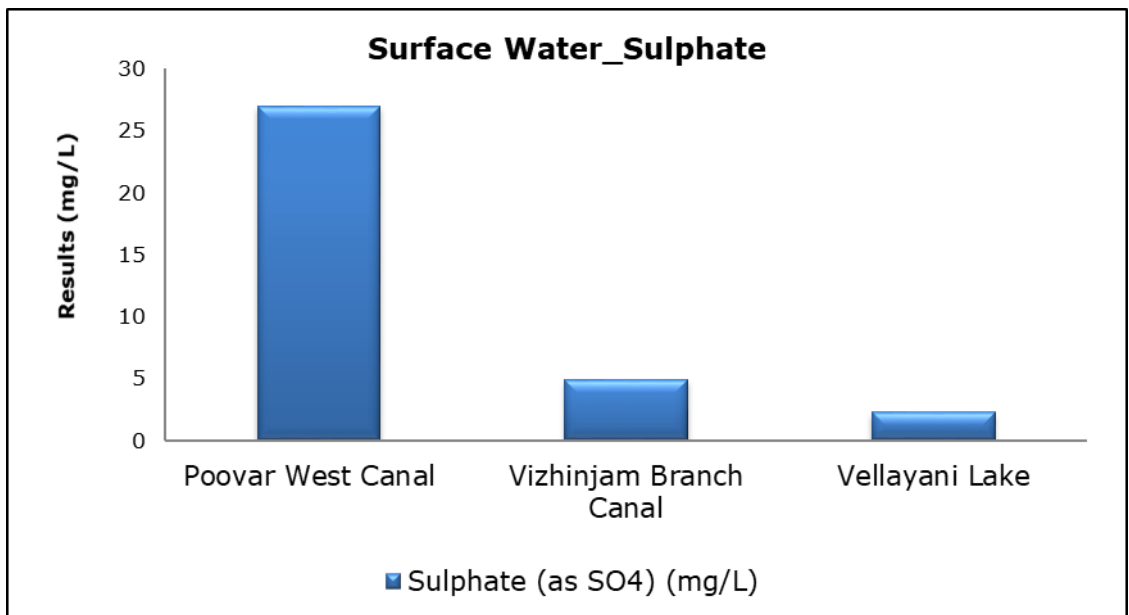 Surface Water_Sulphate
Results (mg/L)
30
25
20
15
10
5
0
Poovar West Canal
Vizhinjam Branch
Canal
Vellayani Lake
Sulphate (as SO4) (mg/L)